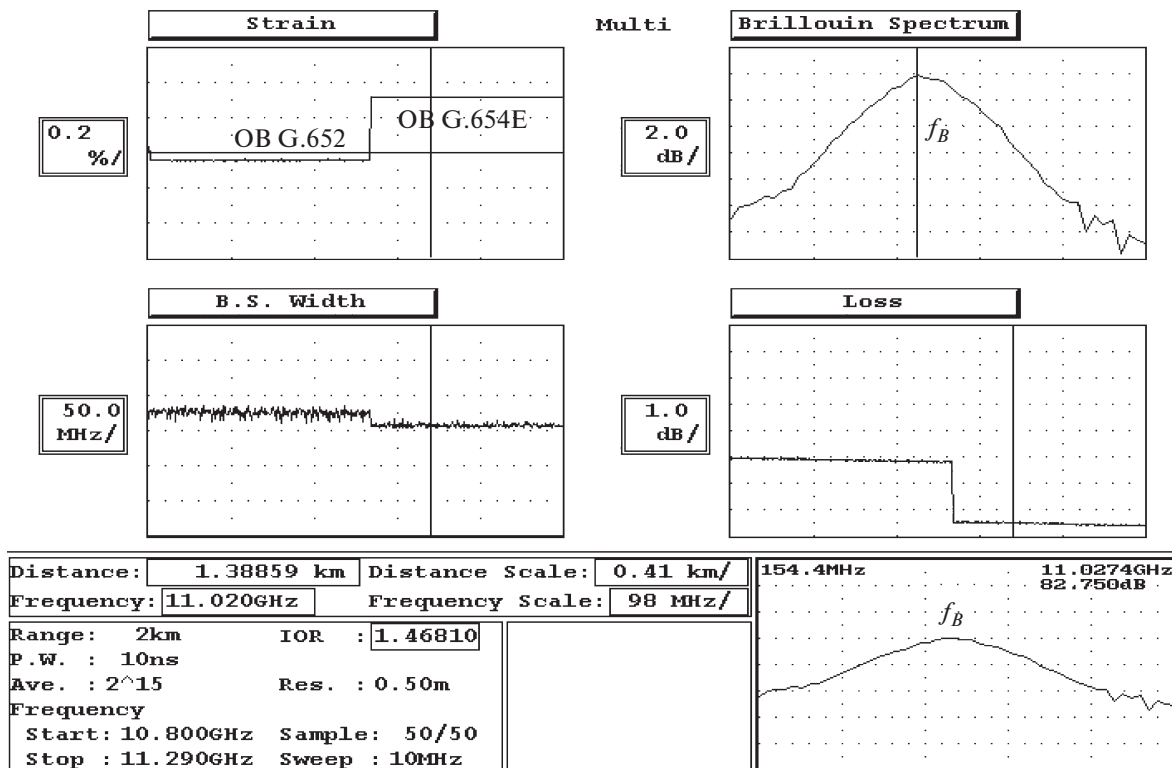 Strain
Multi
Brillouin Spectrum
0.2
%/
OB G.652
OB G.654E
2.0
dB/
f_B
B.S. Width
Loss
50.0
MHz/
1.0
dB/
Distance: 1.38859 km Distance Scale: 0.41 km/
Frequency: 11.020GHz Frequency Scale: 98 MHz/
154.4MHz 11.0274GHz
82.750dB
f_B
Range: 2km IOR : 1.46810
P.W. : 10ns
Ave. : 2^15 Res. : 0.50m
Frequency
Start: 10.800GHz Sample: 50/50
Stop : 11.290GHz Sweep : 10MHz